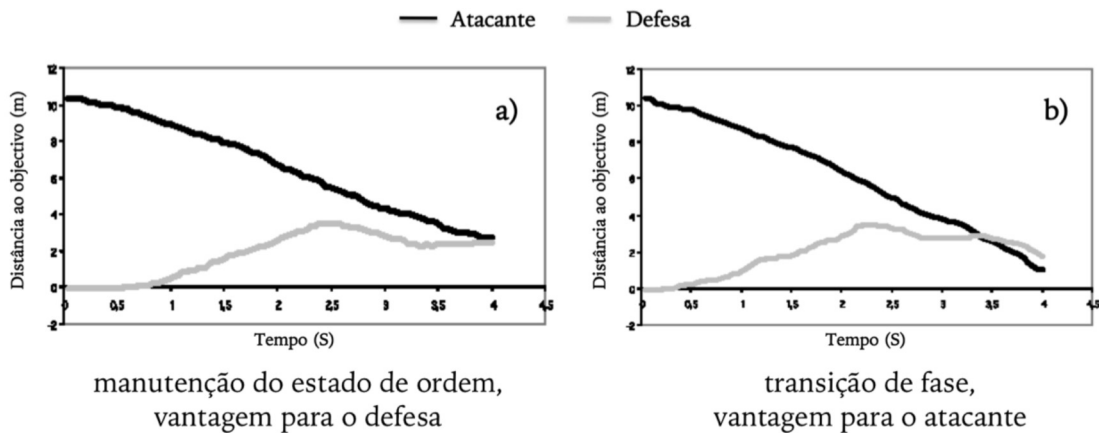 Atacante Defesa
a)
Distância ao objectivo (m)
12
10
8
6
4
2
0
-2
0 0,5 1 1,5 2 2,5 3 3,5 4 4,5
Tempo (S)
manutenção do estado de ordem,
vantagem para o defesa
b)
Distância ao objectivo (m)
12
10
8
6
4
2
0
-2
0 0,5 1 1,5 2 2,5 3 3,5 4 4,5
Tempo (S)
transição de fase,
vantagem para o atacante